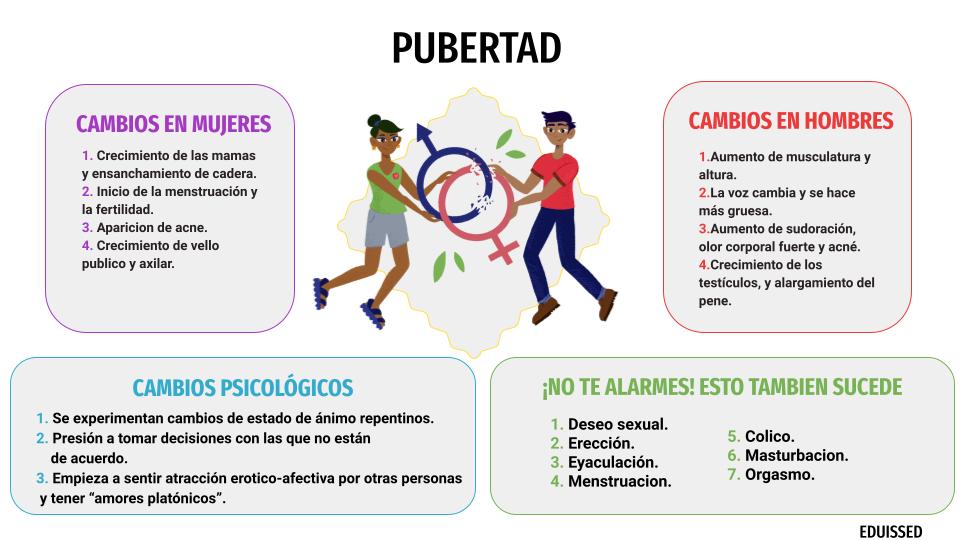 PUBERTAD
CAMBIOS EN MUJERES
1. Crecimiento de las mamas
y ensanchamiento de cadera.
2. Inicio de la menstruación y
la fertilidad.
3. Aparicion de acne.
4. Crecimiento de vello
publico y axilar.
CAMBIOS EN HOMBRES
1.Aumento de musculatura y
altura.
2.La voz cambia y se hace
más gruesa.
3.Aumento de sudoración,
olor corporal fuerte y acné.
4.Crecimiento de los
testículos, y alargamiento del
pene.
CAMBIOS PSICOLÓGICOS
1. Se experimentan cambios de estado de ánimo repentinos.
2. Presión a tomar decisiones con las que no están
de acuerdo.
3. Empieza a sentir atracción erotico-afectiva por otras personas
y tener “amores platónicos”.
¡NO TE ALARMES! ESTO TAMBIEN SUCEDE
1. Deseo sexual.
2. Erección.
3. Eyaculación.
4. Menstruacion.
5. Colico.
6. Masturbacion.
7. Orgasmo.
EDUISSED